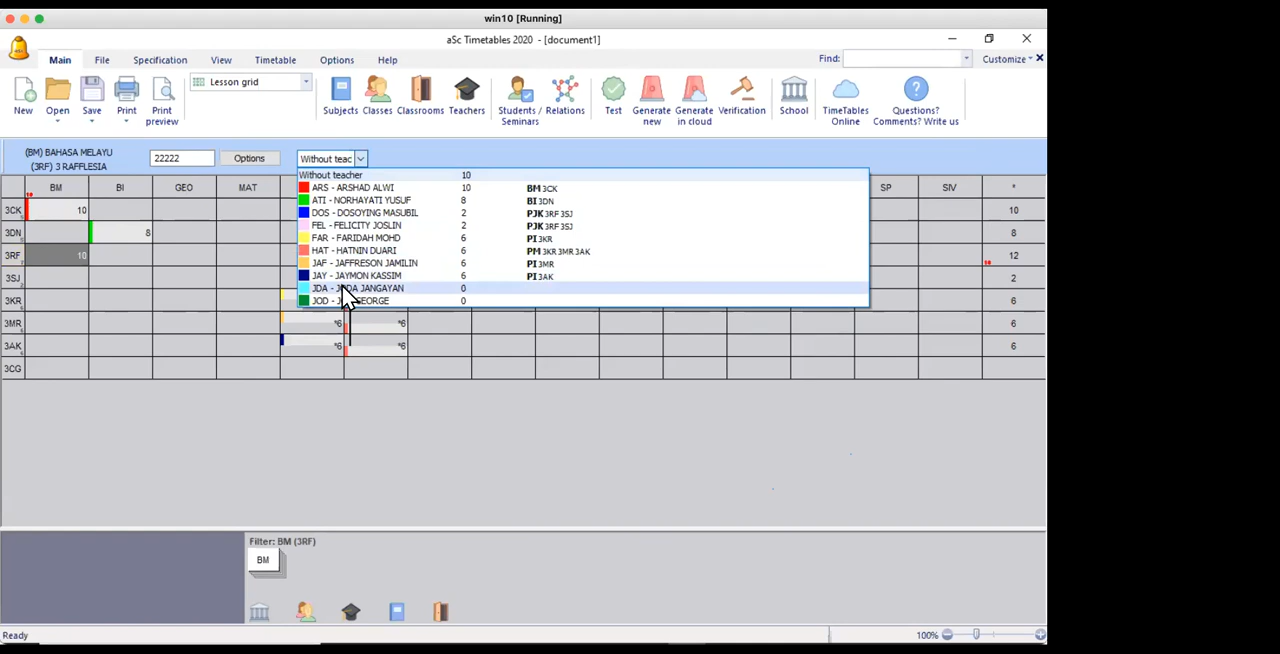 win10 [Running]
aSc Timetables 2020 - [document1]
Main File Specification View Timetable Options Help
Find: Customize
New Open Save Print Print preview
Lesson grid
Subjects Classes Classrooms Teachers Students / Seminars Relations Test Generate new Generate in cloud Verification School TimeTables Online Questions? Comments? Write us
(BM) BAHASA MELAYU
(3RF) 3 RAFFLESIA
22222 Options Without teac
BM BI GEO MAT SP SIV *
Without teacher 10
ARS - ARSHAD ALWI 10 BM 3CK
ATI - NORHAYATI YUSUF 8 BI 3DN
DOS - DOSOYING MASUBIL 2 PJK 3RF 3SJ
FEL - FELICITY JOSLIN 2 PJK 3RF 3SJ
FAR - FARIDAH MOHD 6 PI 3KR
HAT - HATNIN DUARI 6 PM 3KR 3MR 3AK
JAF - JAFFRESON JAMILIN 6 PI 3MR
JAY - JAYMON KASSIM 6 PI 3AK
JDA - JANGAYAN 0
JOD - GEORGE 0
3CK 10 10
3DN 8 8
3RF 10 10 12
3SJ 2
3KR 6
3MR *6 *6 6
3AK *6 *6 6
3CG
Filter: BM (3RF)
BM
Ready
100%